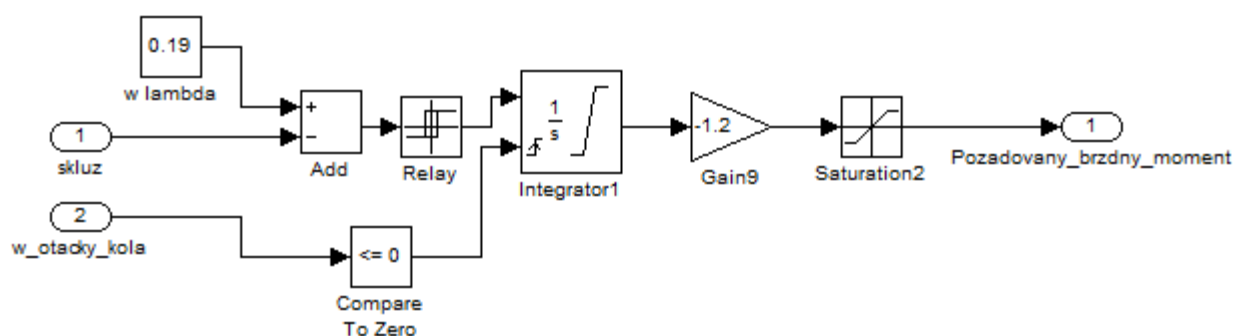 0.19
w lambda
+
−
1
skluz
Add
Relay
1
s
Integrator1
-1.2
Gain9
Saturation2
1
Pozadovany_brzdny_moment
2
w_otacky_kola
<= 0
Compare
To Zero